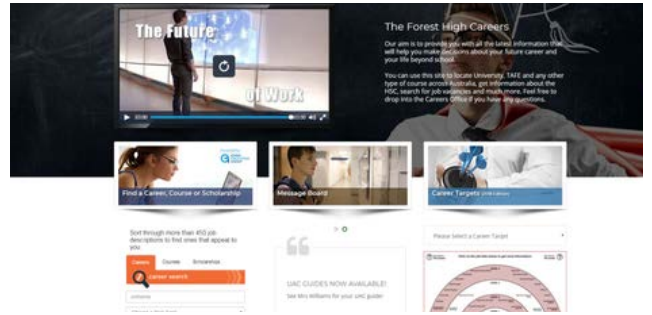 The Future
of Work
The Forest High Careers
Our aim is to provide you with all the latest information that
will help you make decisions about your future career and
your life beyond school.
You can use this site to locate University, TAFE and any other
type of course across Australia, get information about the
HSC, search for job vacancies and much more. Feel free to
drop into the Careers Office if you have any questions.
Find a Career, Course or Scholarship
Message Board
Career Targets
Sort through more than 450 job
descriptions to find ones that appeal to
you.
Careers Courses Scholarships
career search
UAC GUIDES NOW AVAILABLE!
See Mrs Williams for your UAC guide!
Please Select a Career Target